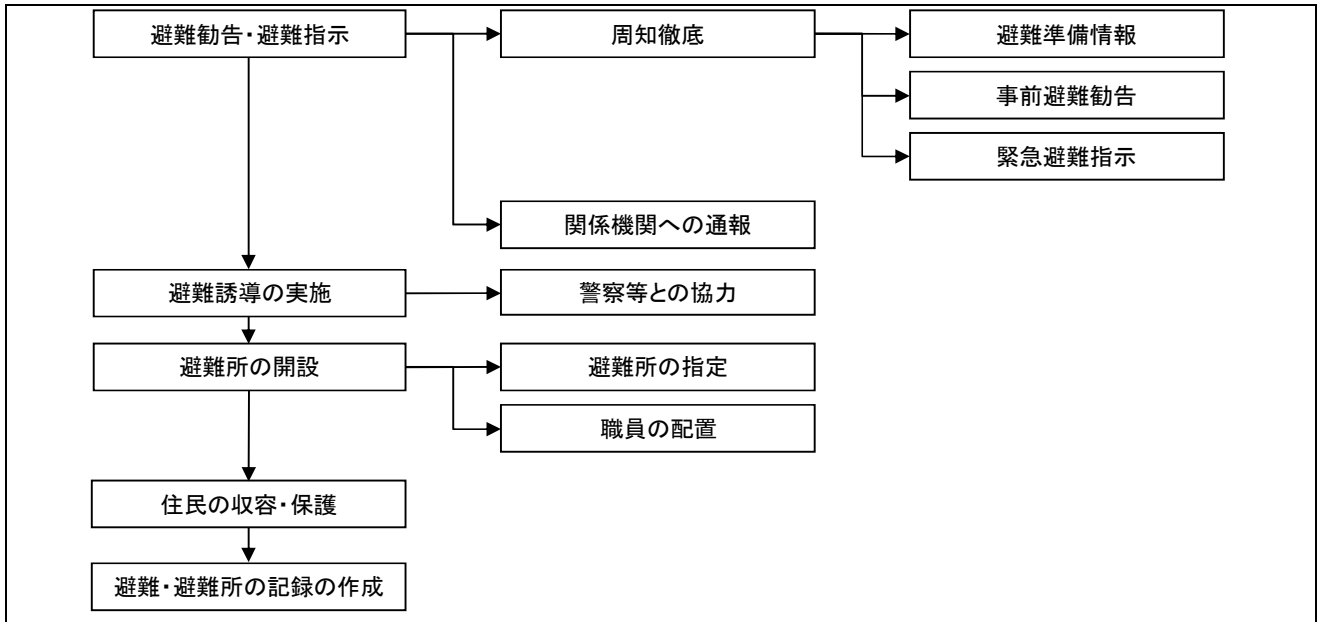 避難勧告・避難指示
周知徹底
避難準備情報
事前避難勧告
緊急避難指示
関係機関への通報
避難誘導の実施
警察等との協力
避難所の開設
避難所の指定
職員の配置
住民の収容・保護
避難・避難所の記録の作成